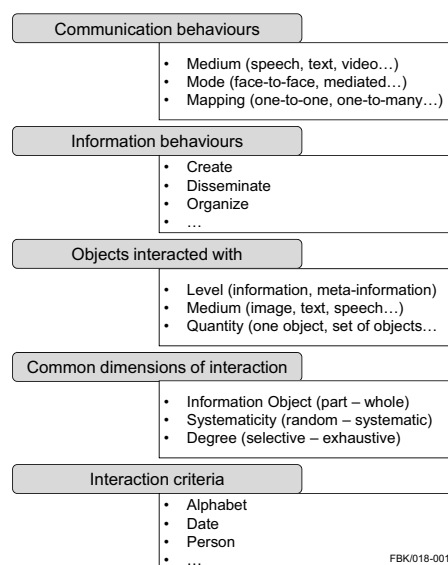 Communication behaviours
• Medium (speech, text, video…)
• Mode (face-to-face, mediated…)
• Mapping (one-to-one, one-to-many…)
Information behaviours
• Create
• Disseminate
• Organize
• …
Objects interacted with
• Level (information, meta-information)
• Medium (image, text, speech…)
• Quantity (one object, set of objects…
Common dimensions of interaction
• Information Object (part – whole)
• Systematicity (random – systematic)
• Degree (selective – exhaustive)
Interaction criteria
• Alphabet
• Date
• Person
• …
FBK/018-001